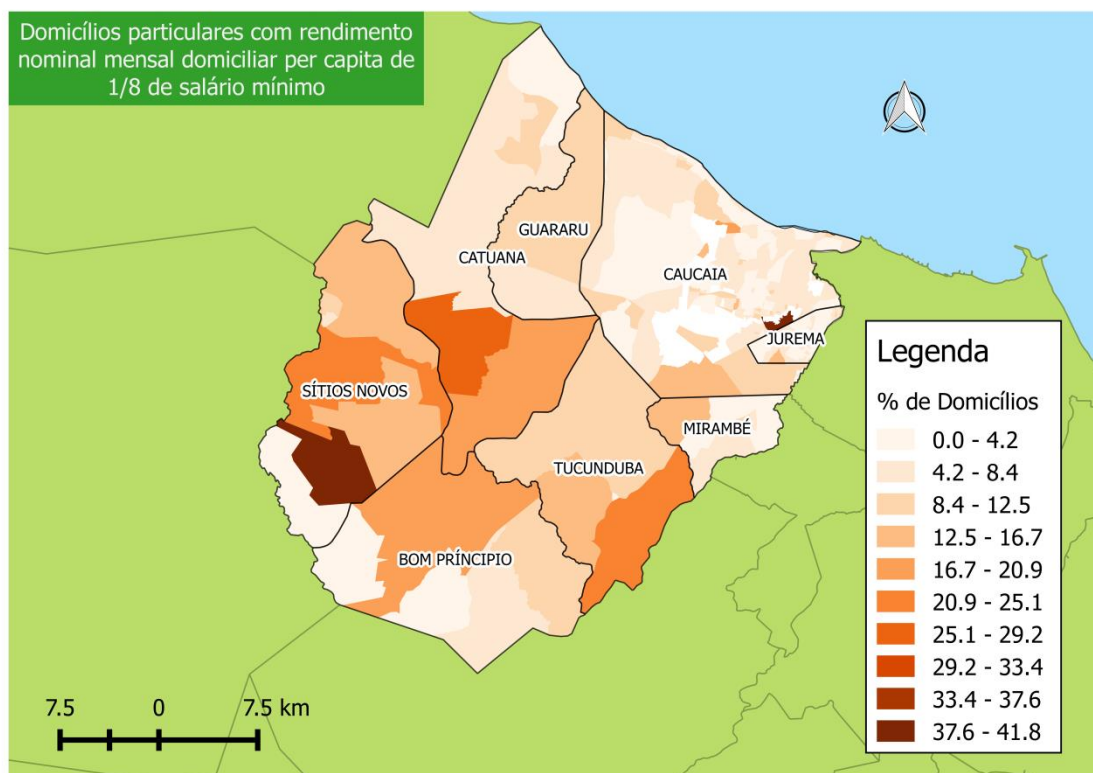 Domicílios particulares com rendimento
nominal mensal domiciliar per capita de
1/8 de salário mínimo
GUARARU
CATUANA
CAUCAIA
JUREMA
SÍTIOS NOVOS
MIRAMBÉ
TUCUNDUBA
BOM PRÍNCIPIO
Legenda
% de Domicílios
0.0 - 4.2
4.2 - 8.4
8.4 - 12.5
12.5 - 16.7
16.7 - 20.9
20.9 - 25.1
25.1 - 29.2
29.2 - 33.4
33.4 - 37.6
37.6 - 41.8
7.5 0 7.5 km